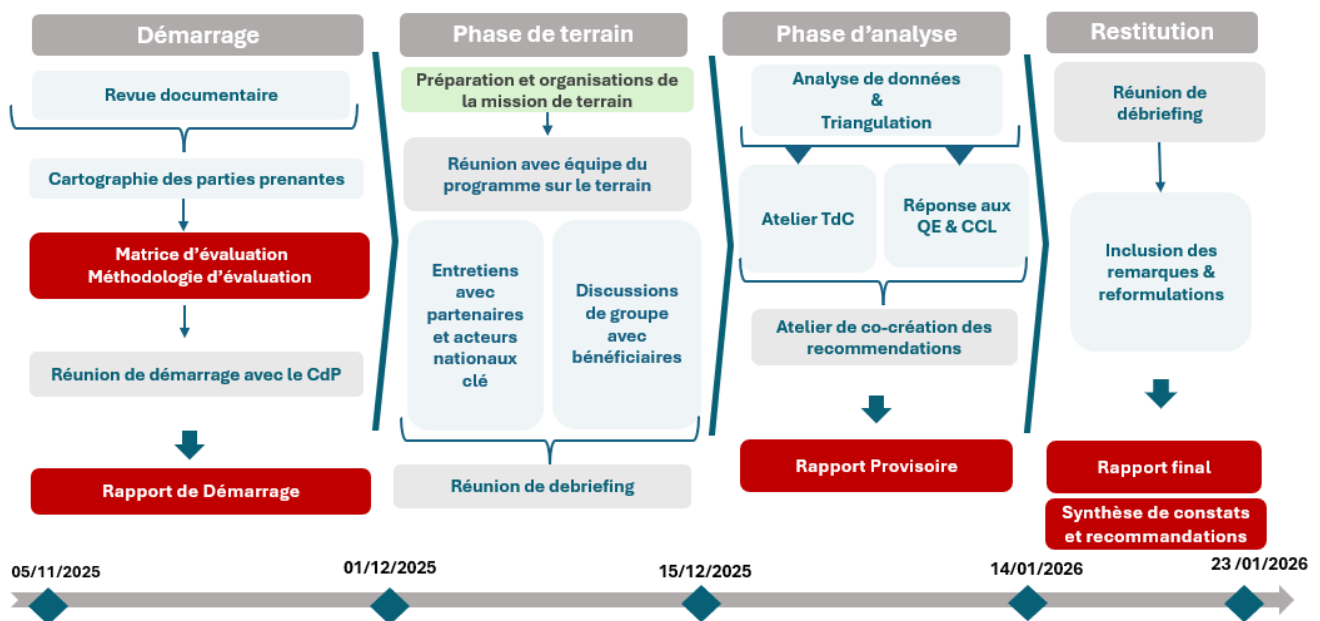 Démarrage
Revue documentaire
Cartographie des parties prenantes
Matrice d'évaluation
Méthodologie d'évaluation
Réunion de démarrage avec le CdP
Rapport de Démarrage
Phase de terrain
Préparation et organisations de
la mission de terrain
Réunion avec équipe du
programme sur le terrain
Entretiens
avec
partenaires
et acteurs
nationaux
clé
Discussions
de groupe
avec
bénéficiaires
Réunion de debriefing
Phase d'analyse
Analyse de données
&
Triangulation
Atelier TdC
Réponse aux
QE & CCL
Atelier de co-création des
recommendations
Rapport Provisoire
Restitution
Réunion de
débriefing
Inclusion des
remarques &
reformulations
Rapport final
Synthèse de constats
et recommandations
05/11/2025
01/12/2025
15/12/2025
14/01/2026
23 /01/2026